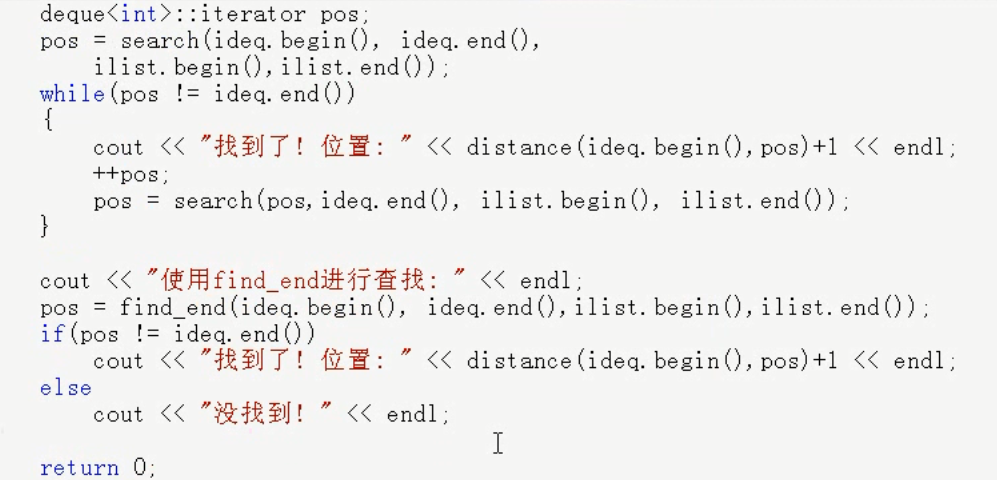 deque<int>::iterator pos;
pos = search(ideq.begin(), ideq.end(),
    ilist.begin(),ilist.end());
while(pos != ideq.end())
{
    cout << "找到了! 位置: " << distance(ideq.begin(),pos)+1 << endl;
    ++pos;
    pos = search(pos,ideq.end(), ilist.begin(), ilist.end());
}

cout << "使用find_end进行查找: " << endl;
pos = find_end(ideq.begin(), ideq.end(),ilist.begin(),ilist.end());
if(pos != ideq.end())
    cout << "找到了! 位置: " << distance(ideq.begin(),pos)+1 << endl;
else
    cout << "没找到! " << endl;

return 0;